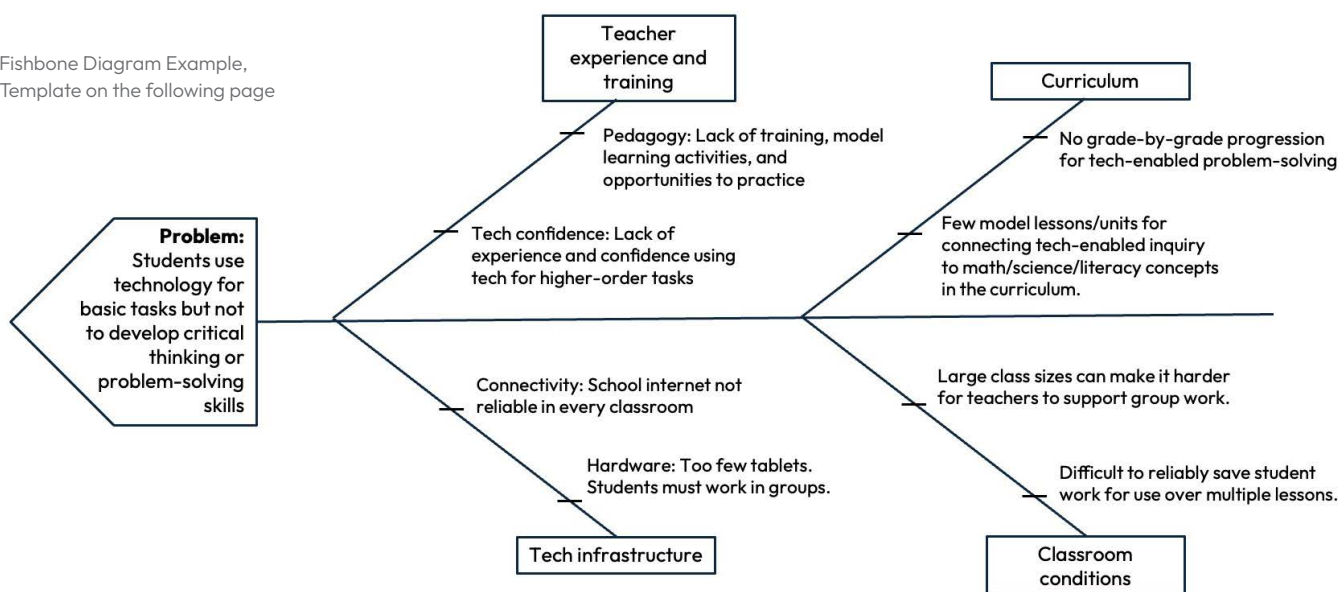 Fishbone Diagram Example,
Template on the following page
Teacher
experience and
training
Pedagogy: Lack of training, model
learning activities, and
opportunities to practice
Tech confidence: Lack of
experience and confidence using
tech for higher-order tasks
Curriculum
No grade-by-grade progression
for tech-enabled problem-solving
Few model lessons/units for
connecting tech-enabled inquiry
to math/science/literacy concepts
in the curriculum.
Problem:
Students use
technology for
basic tasks but not
to develop critical
thinking or
problem-solving
skills
Connectivity: School internet not
reliable in every classroom
Hardware: Too few tablets.
Students must work in groups.
Tech infrastructure
Large class sizes can make it harder
for teachers to support group work.
Difficult to reliably save student
work for use over multiple lessons.
Classroom
conditions